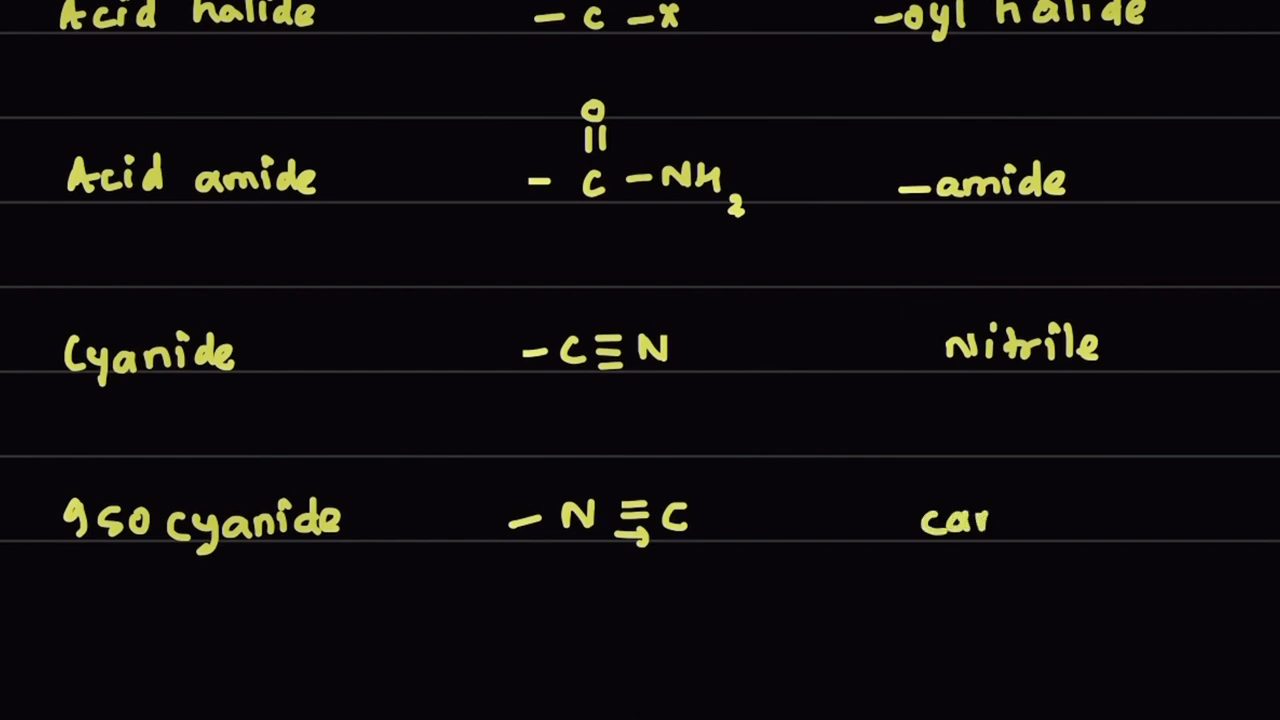 Acid halide - C - X -oyl halide
O
||
Acid amide - C - NH2 -amide
Cyanide - C ≡ N Nitrile
Iso cyanide - N ≡ C car
→